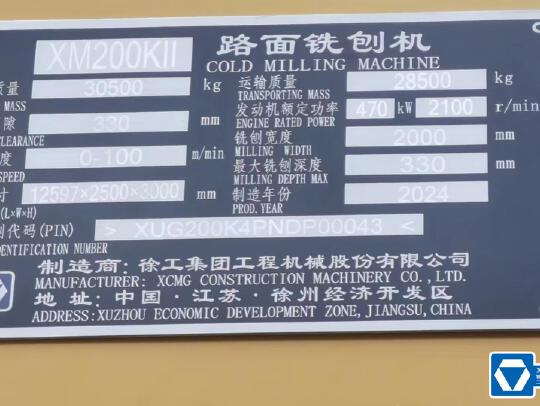 XM200KII 路面铣刨机
COLD MILLING MACHINE
质量 30500 kg 运输质量 28500 kg
MASS TRANSPORTING MASS
隙 330 mm 发动机额定功率 470 kW 2100 r/min
CLEARANCE ENGINE RATED POWER
度 0-100 m/min 铣刨宽度 2000 mm
SPEED MILLING WIDTH
寸 12597×2500×3000 mm 最大铣刨深度 330 mm
(L×W×H) MILLING DEPTH MAX
制造年份 2024
PROD. YEAR
代码(PIN) > XUG200K4PNDP00043 <
IDENTIFICATION NUMBER
制造商：徐工集团工程机械股份有限公司
MANUFACTURER: XCMG CONSTRUCTION MACHINERY CO.,LTD.
地址：中国·江苏·徐州经济开发区
ADDRESS:XUZHOU ECONOMIC DEVELOPMENT ZONE, JIANGSU,CHINA